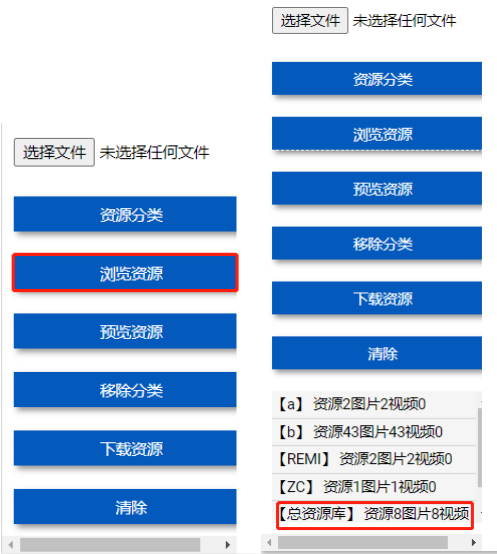 选择文件 未选择任何文件
资源分类
浏览资源
预览资源
移除分类
下载资源
清除
选择文件 未选择任何文件
资源分类
浏览资源
预览资源
移除分类
下载资源
清除
【a】 资源2图片2视频0
【b】 资源43图片43视频0
【REMI】 资源2图片2视频0
【ZC】 资源1图片1视频0
【总资源库】 资源8图片8视频